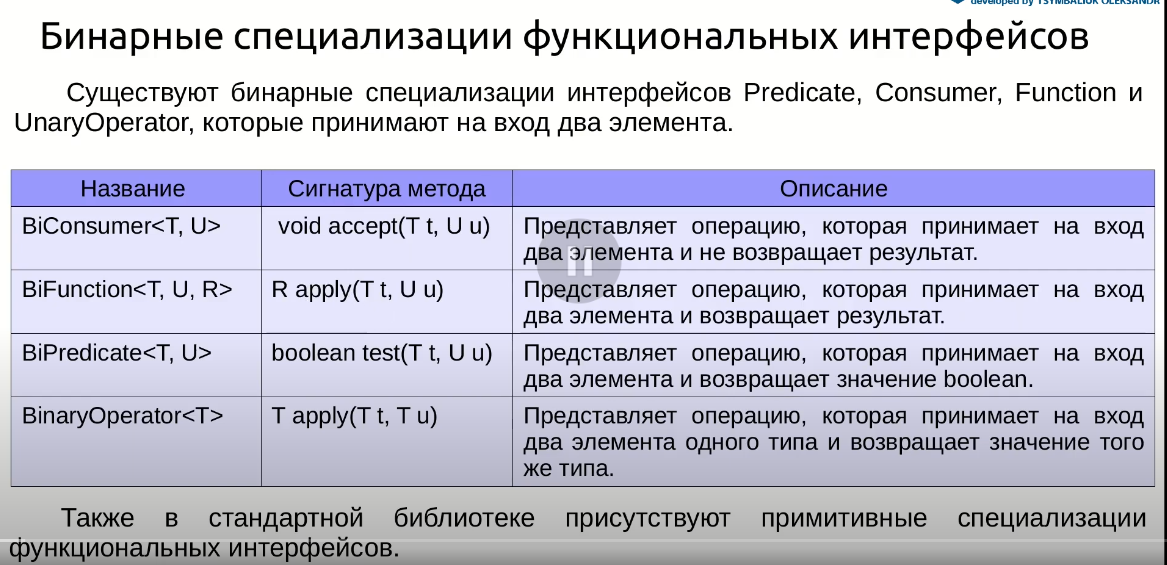 developed by TSYMBALIUK OLEKSANDR
Бинарные специализации функциональных интерфейсов
Существуют бинарные специализации интерфейсов Predicate, Consumer, Function и
UnaryOperator, которые принимают на вход два элемента.
Название Сигнатура метода Описание
BiConsumer<T, U> void accept(T t, U u) Представляет операцию, которая принимает на вход
два элемента и не возвращает результат.
BiFunction<T, U, R> R apply(T t, U u) Представляет операцию, которая принимает на вход
два элемента и возвращает результат.
BiPredicate<T, U> boolean test(T t, U u) Представляет операцию, которая принимает на вход
два элемента и возвращает значение boolean.
BinaryOperator<T> T apply(T t, T u) Представляет операцию, которая принимает на вход
два элемента одного типа и возвращает значение того
же типа.
Также в стандартной библиотеке присутствуют примитивные специализации
функциональных интерфейсов.